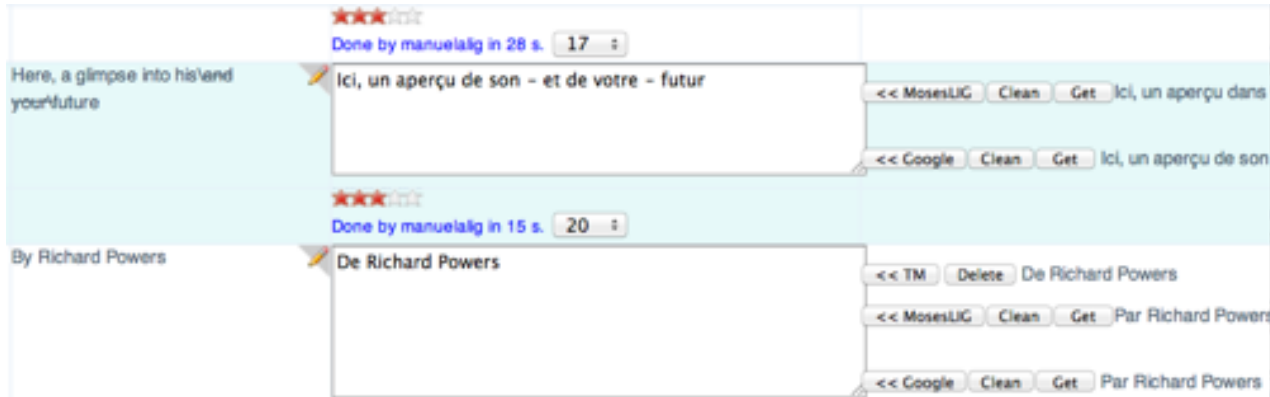 Done by manuelalig in 28 s. 17
Here, a glimpse into his\and
your\future
Ici, un aperçu de son – et de votre – futur
<< MosesLIG Clean Get Ici, un aperçu dans
<< Google Clean Get Ici, un aperçu de son
Done by manuelalig in 15 s. 20
By Richard Powers
De Richard Powers
<< TM Delete De Richard Powers
<< MosesLIG Clean Get Par Richard Powers
<< Google Clean Get Par Richard Powers